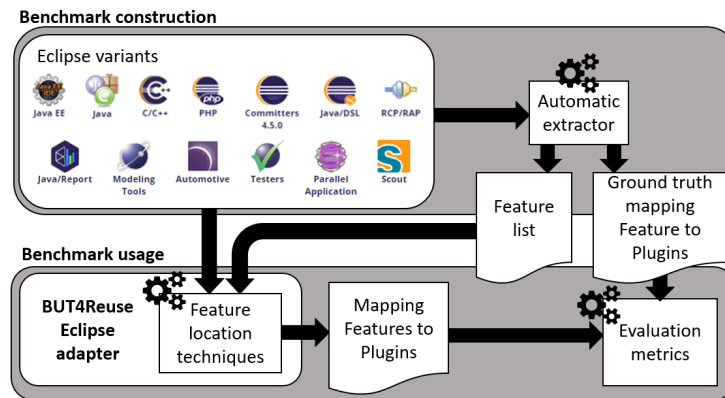 Benchmark construction
Eclipse variants
Java EE
Java
C/C++
PHP
Committers
4.5.0
Java/DSL
RCP/RAP
Java/Report
Modeling
Tools
Automotive
Testers
Parallel
Application
Scout
Automatic
extractor
Feature
list
Ground truth
mapping
Feature to
Plugins
Benchmark usage
BUT4Reuse
Eclipse
adapter
Feature
location
techniques
Mapping
Features to
Plugins
Evaluation
metrics